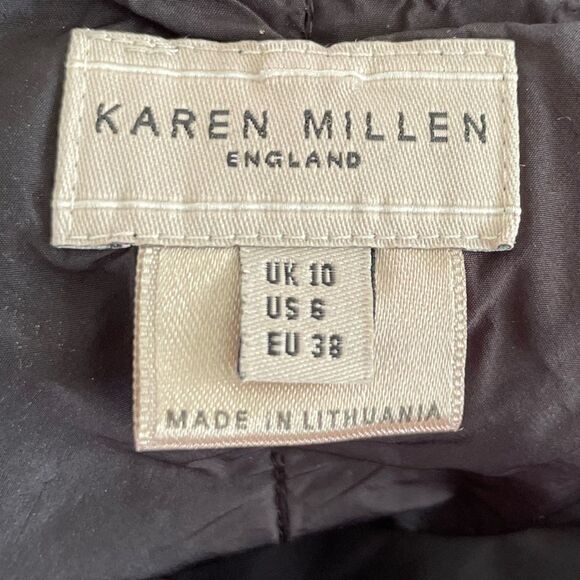 KAREN MILLEN
ENGLAND
UK 10
US 6
EU 38
MADE IN LITHUANIA